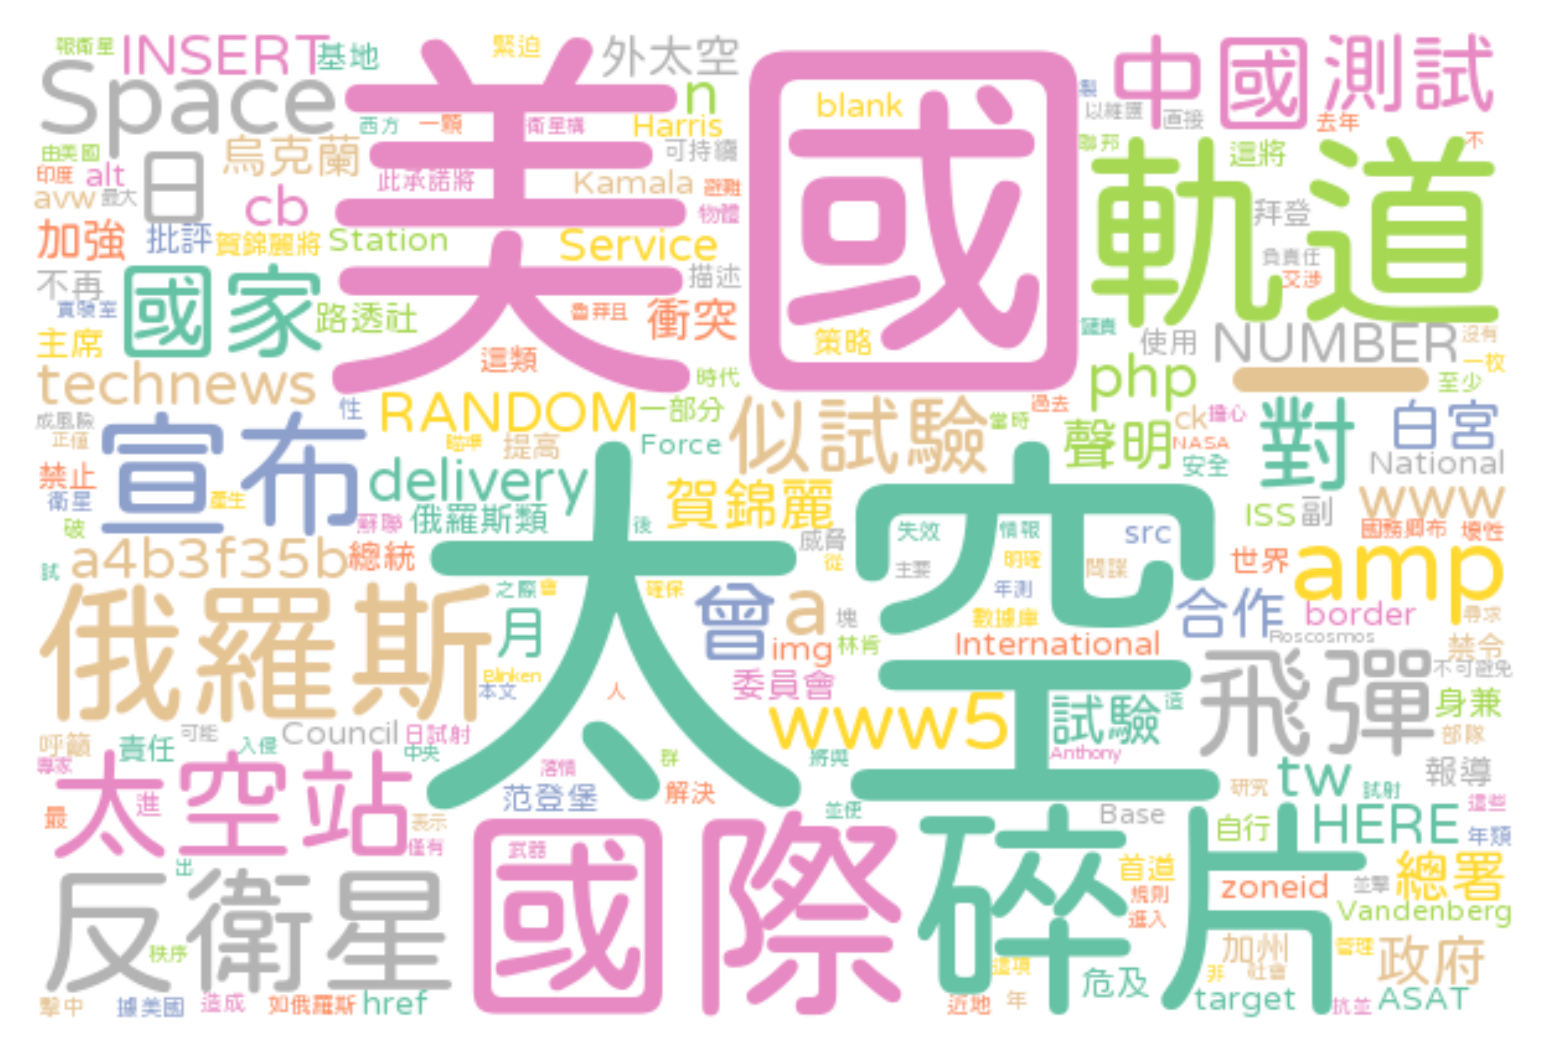 報衛星
INSERT
基地
緊迫
外太空
中國測試
Space
美國
n
blank
製
以維護
直接
去年
西方
一顆
衛星構
Harris
聯邦
軌道
這將
不
由美國
日
烏克蘭
可持續
印度
alt
此承諾將
Kamala
避難
avw
最大
cb
物體
拜登
加強
批評
賀錦麗將
Station
Service
負責任
不再
國家
描述
交涉
實驗室
路透社
魯莽且
衝突
譴責
主席
策略
使用
NUMBER
沒有
這類
一枚
technews
時代
php
一
至少
成風險
性
RANDOM
一部分
似試驗
當時
過去
ck
擔心
對
白宮
正值
宣布
提高
Force
聲明
NASA
禁止
delivery
安全
National
衛星
產生
賀錦麗
www
破
蘇聯
俄羅斯類
後
太空
ISS
副
國務卿布
壞性
試
a4b3f35b
總統
威脅
從
失效
情報
src
世界
amp
主要
明確
間諜
俄羅斯
之際
會
確保
曾
a
塊
年測
合作
border
尋求
月
數據庫
img
林肯
International
Roscosmos
禁令
Blinken
本文
人
委員會
飛彈
不可避免
www5
試驗
造
身兼
呼籲
責任
可能
入侵
Council
日試射
中央
群
將與
Anthony
部隊
專家
太空站
落情
tw
報導
最
進
范登堡
解決
研究
試射
這些
表示
並使
Base
自行
HERE
年類
僅有
國際
碎片
武器
出
首道
zoneid
並擊
總署
反衛星
規則
進入
Vandenberg
秩序
這項
加州
管理
政府
非
社會
危及
擊中
據美國
造成
如俄羅斯
href
近地
年
target
抗並
ASAT